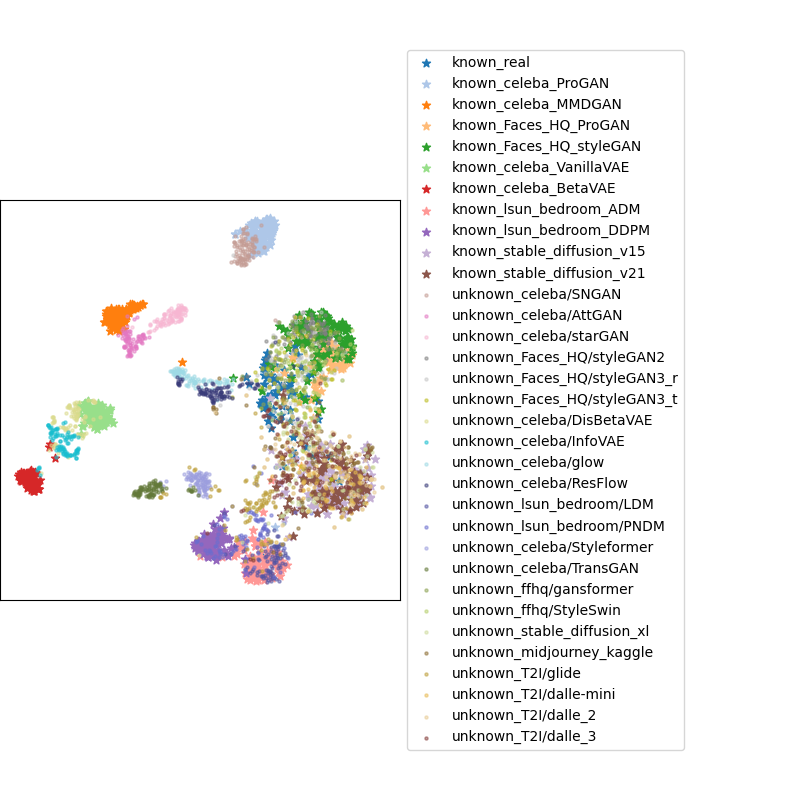 known_real
known_celeba_ProGAN
known_celeba_MMDGAN
known_Faces_HQ_ProGAN
known_Faces_HQ_styleGAN
known_celeba_VanillaVAE
known_celeba_BetaVAE
known_lsun_bedroom_ADM
known_lsun_bedroom_DDPM
known_stable_diffusion_v15
known_stable_diffusion_v21
unknown_celeba/SNGAN
unknown_celeba/AttGAN
unknown_celeba/starGAN
unknown_Faces_HQ/styleGAN2
unknown_Faces_HQ/styleGAN3_r
unknown_Faces_HQ/styleGAN3_t
unknown_celeba/DisBetaVAE
unknown_celeba/InfoVAE
unknown_celeba/glow
unknown_celeba/ResFlow
unknown_lsun_bedroom/LDM
unknown_lsun_bedroom/PNDM
unknown_celeba/Styleformer
unknown_celeba/TransGAN
unknown_ffhq/gansformer
unknown_ffhq/StyleSwin
unknown_stable_diffusion_xl
unknown_midjourney_kaggle
unknown_T2I/glide
unknown_T2I/dalle-mini
unknown_T2I/dalle_2
unknown_T2I/dalle_3